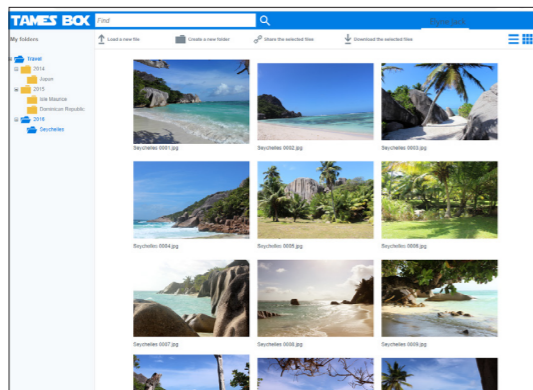 TAMES BOX
Find
My folders
Load a new file
Create a new folder
Share the selected files
Download the selected files
Travel
2014
Japan
2015
Isle Maurice
Dominican Republic
2016
Seychelles
Seychelles 0001.jpg
Seychelles 0002.jpg
Seychelles 0003.jpg
Seychelles 0004.jpg
Seychelles 0005.jpg
Seychelles 0006.jpg
Seychelles 0007.jpg
Seychelles 0008.jpg
Seychelles 0009.jpg